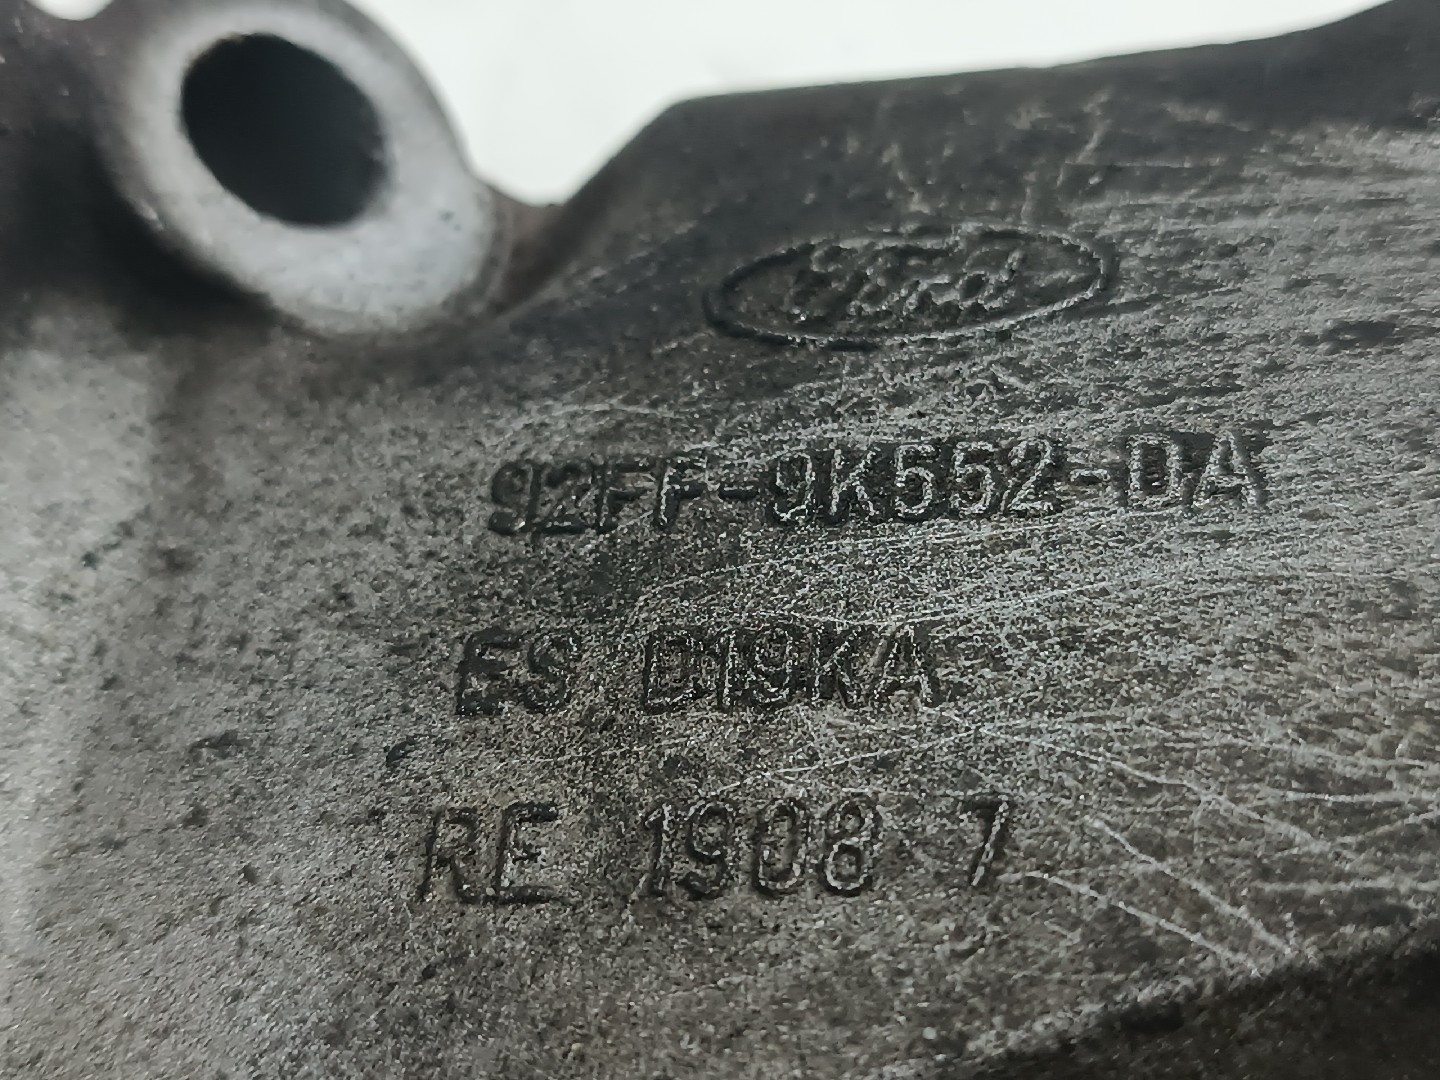 Ford
92FF-9K552-DA
ES D19KA
RE 1908 7